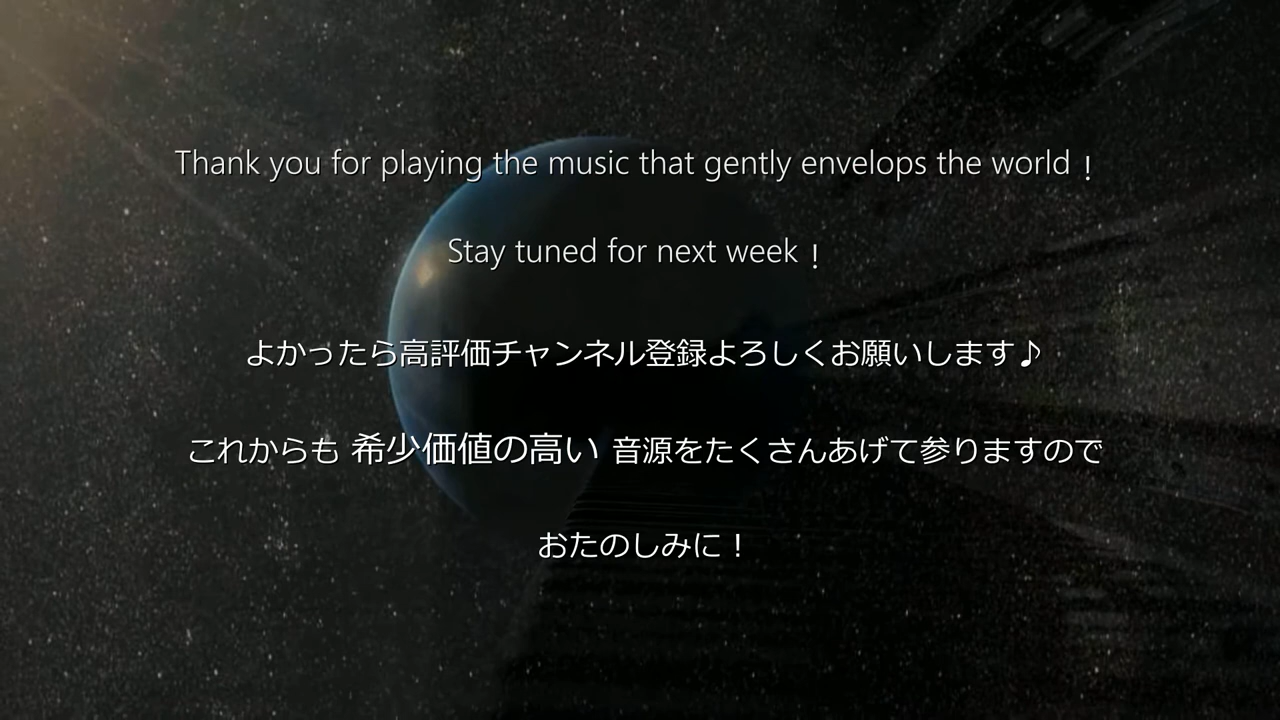 Thank you for playing the music that gently envelops the world！
Stay tuned for next week！
よかったら高評価チャンネル登録よろしくお願いします♪
これからも 希少価値の高い 音源をたくさんあげて参りますので
おたのしみに！